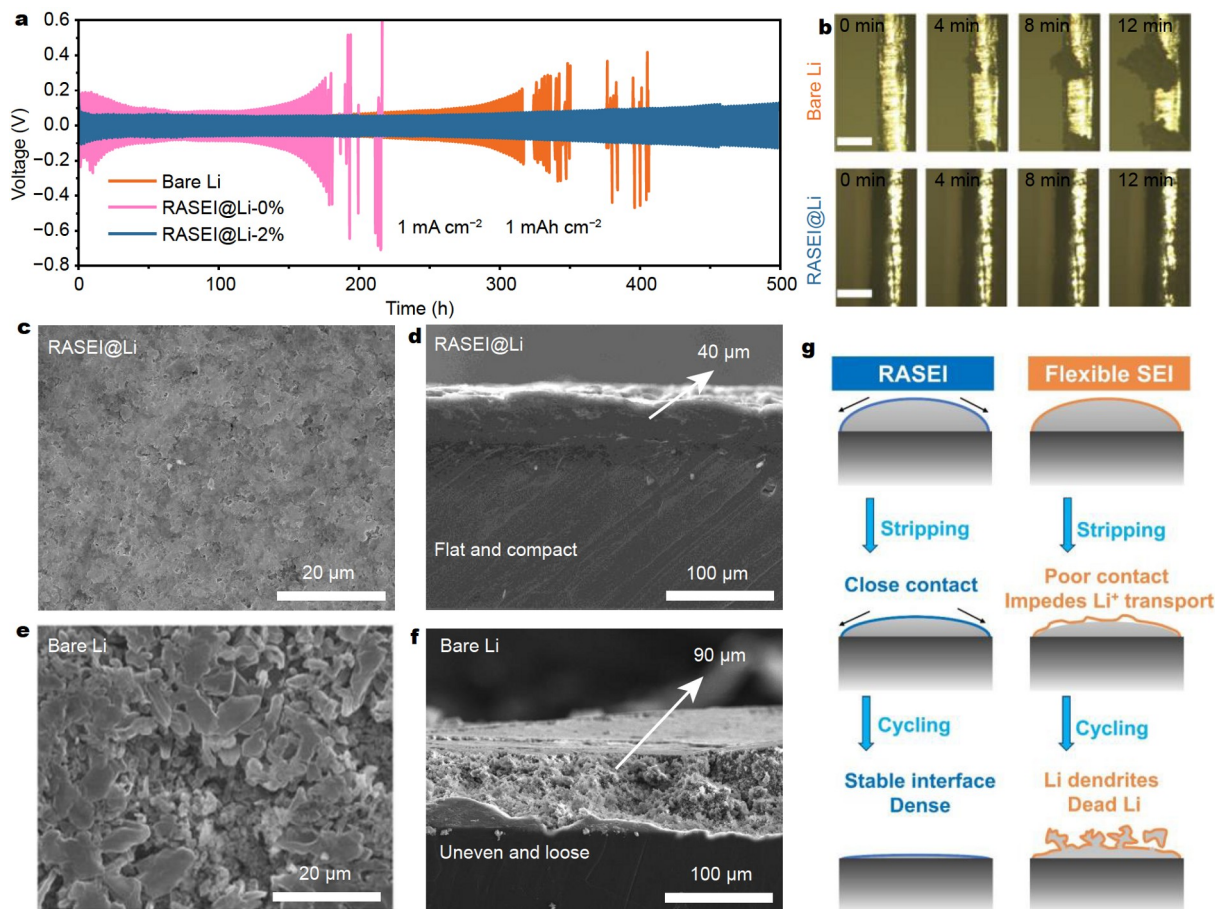 a
0.6
0.4
0.2
0.0
−0.2
−0.4
−0.6
−0.8
Voltage (V)
Bare Li
RASEI@Li-0%
RASEI@Li-2%
1 mA cm⁻² 1 mAh cm⁻²
0 100 200 300 400 500
Time (h)
b
Bare Li
0 min 4 min 8 min 12 min
RASEI@Li
0 min 4 min 8 min 12 min
c
RASEI@Li
20 µm
d
RASEI@Li
40 µm
Flat and compact
100 µm
e
Bare Li
20 µm
f
Bare Li
90 µm
Uneven and loose
100 µm
g
RASEI
Stripping
Close contact
Cycling
Stable interface
Dense
Flexible SEI
Stripping
Poor contact
Impedes Li⁺ transport
Cycling
Li dendrites
Dead Li